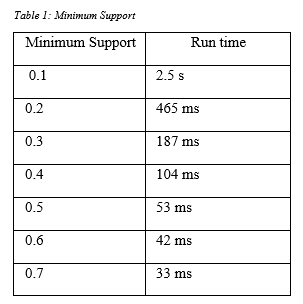 Table 1: Minimum Support
Minimum Support Run time
0.1 2.5 s
0.2 465 ms
0.3 187 ms
0.4 104 ms
0.5 53 ms
0.6 42 ms
0.7 33 ms